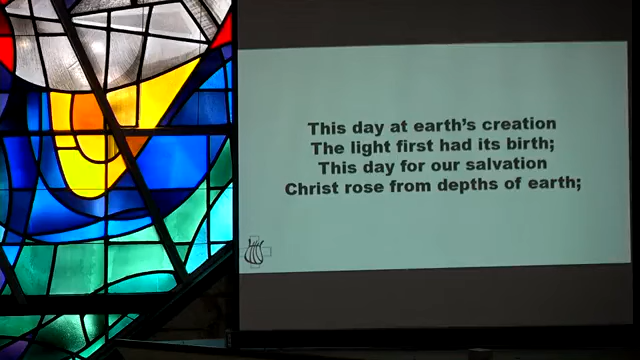 This day at earth's creation
The light first had its birth;
This day for our salvation
Christ rose from depths of earth;